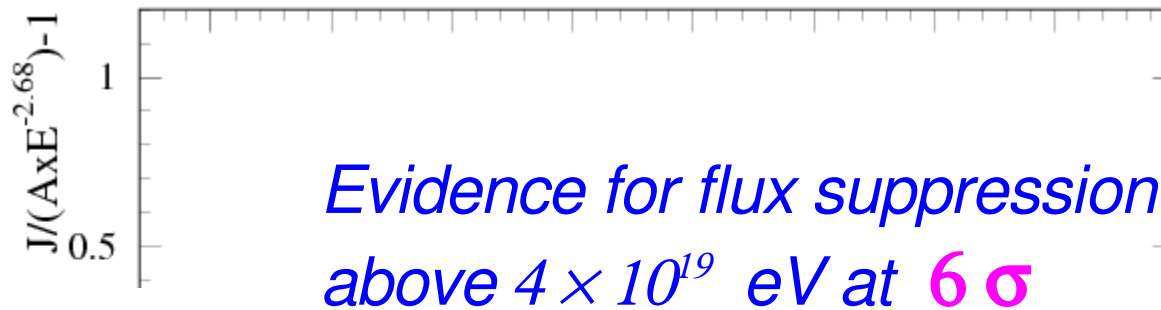 J/(AxE^-2.68)-1
1
Evidence for flux suppression
0.5
above 4 × 10^19 eV at 6 σ